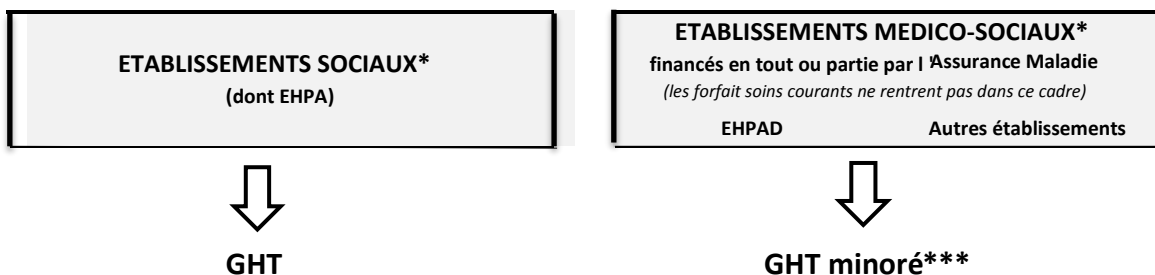 ETABLISSEMENTS SOCIAUX*
(dont EHPA)
GHT
ETABLISSEMENTS MEDICO-SOCIAUX*
financés en tout ou partie par l 'Assurance Maladie
(les forfait soins courants ne rentrent pas dans ce cadre)
EHPAD Autres établissements
GHT minoré***